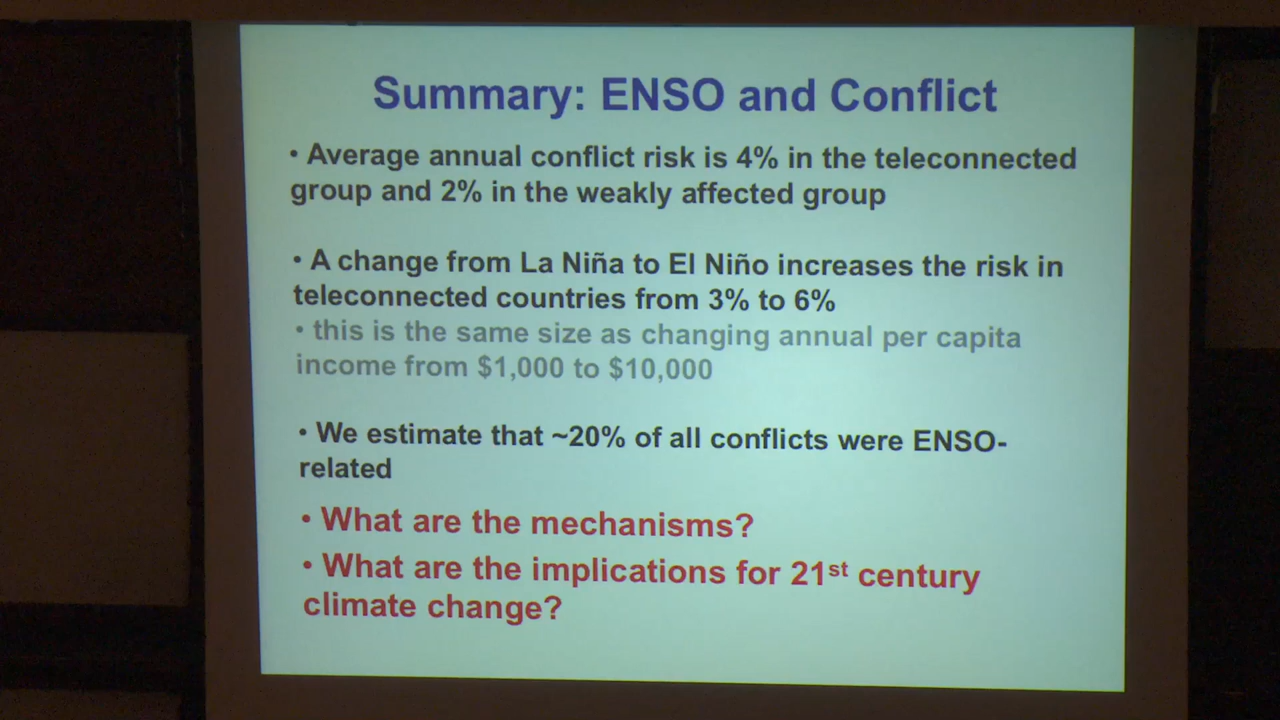 Summary: ENSO and Conflict
• Average annual conflict risk is 4% in the teleconnected
group and 2% in the weakly affected group
• A change from La Niña to El Niño increases the risk in
teleconnected countries from 3% to 6%
• this is the same size as changing annual per capita
income from $1,000 to $10,000
• We estimate that ~20% of all conflicts were ENSO-
related
• What are the mechanisms?
• What are the implications for 21st century
climate change?